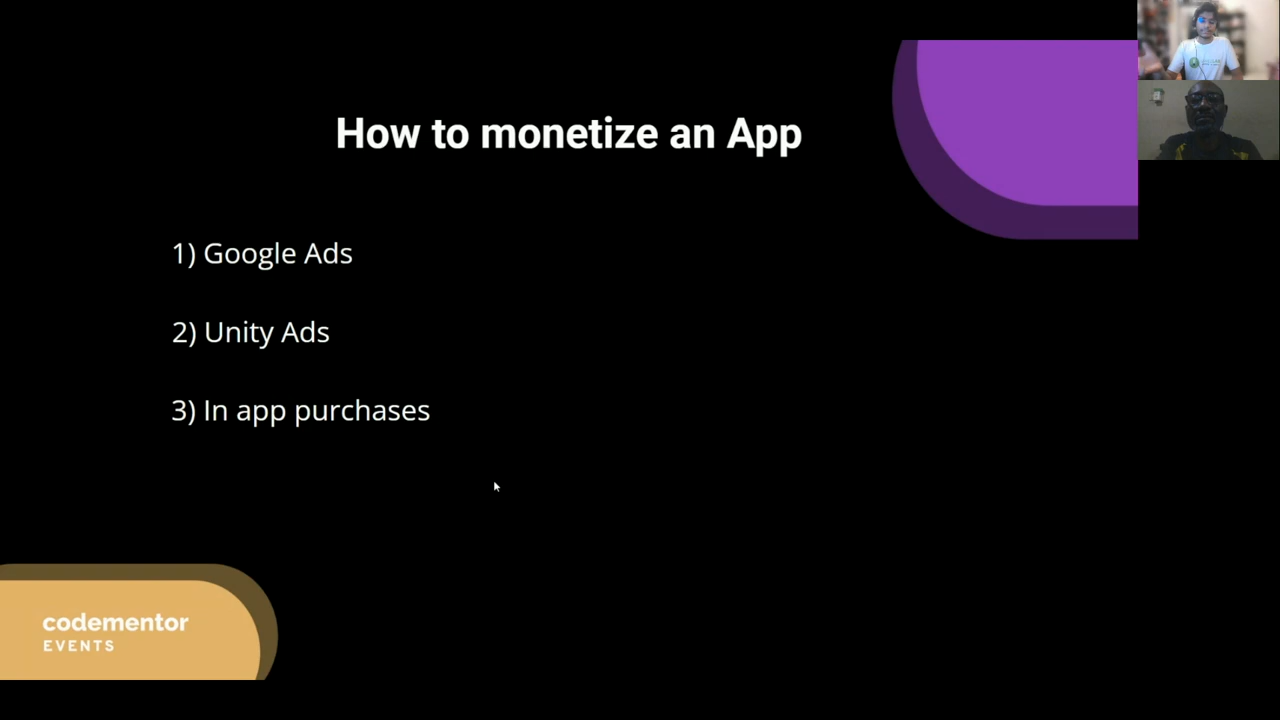 How to monetize an App
1) Google Ads
2) Unity Ads
3) In app purchases
codementor
EVENTS